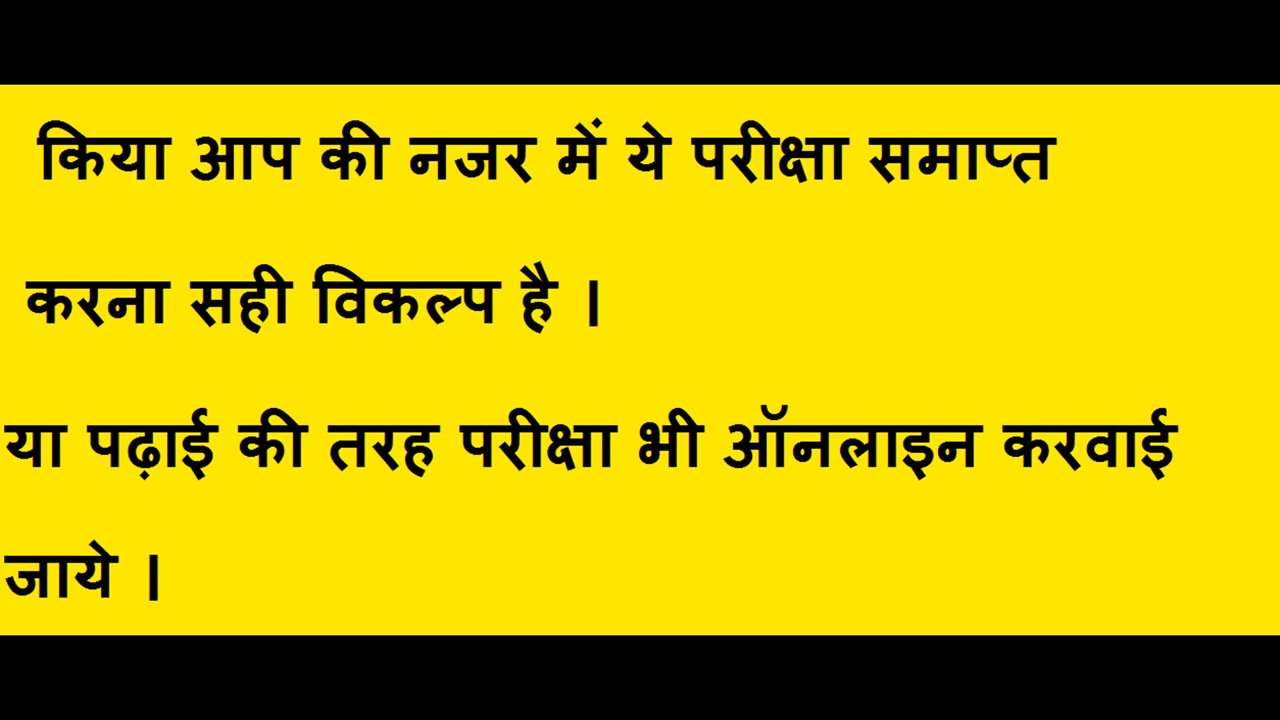 किया आप की नजर में ये परीक्षा समाप्त
करना सही विकल्प है ।
या पढ़ाई की तरह परीक्षा भी ऑनलाइन करवाई
जाये ।